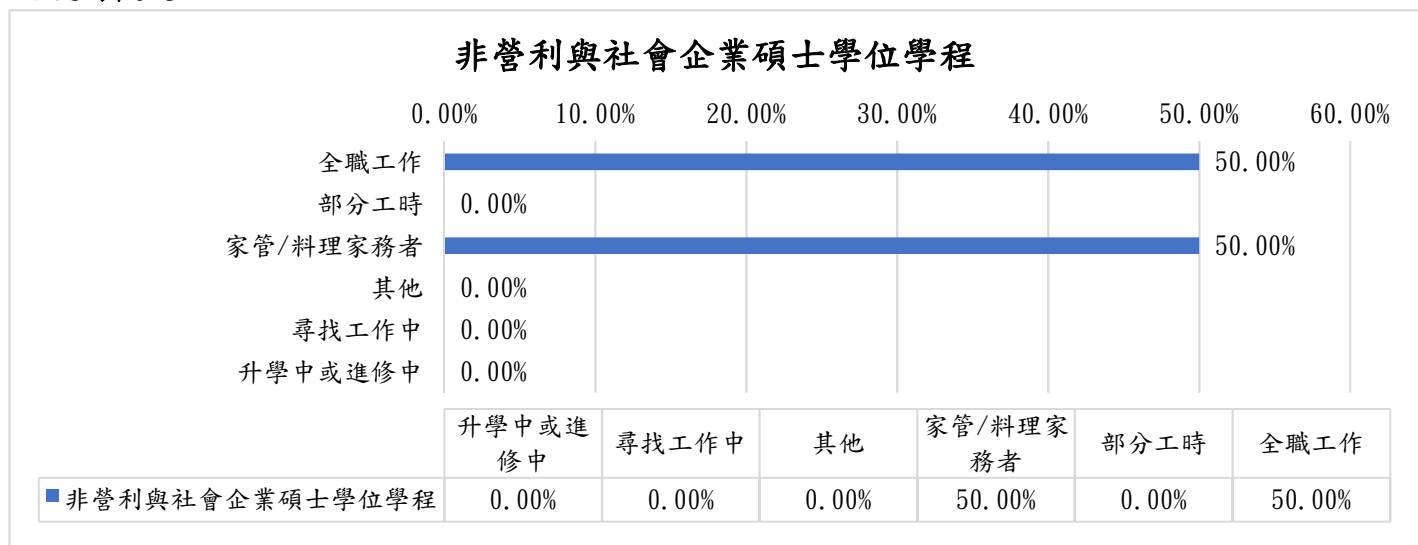 非營利與社會企業碩士學位學程
0.00% 10.00% 20.00% 30.00% 40.00% 50.00% 60.00%
全職工作 50.00%
部分工時 0.00%
家管/料理家務者 50.00%
其他 0.00%
尋找工作中 0.00%
升學中或進修中 0.00%
升學中或進 家管/料理家
尋找工作中 其他 部分工時 全職工作
修中 務者
非營利與社會企業碩士學位學程 0.00% 0.00% 0.00% 50.00% 0.00% 50.00%